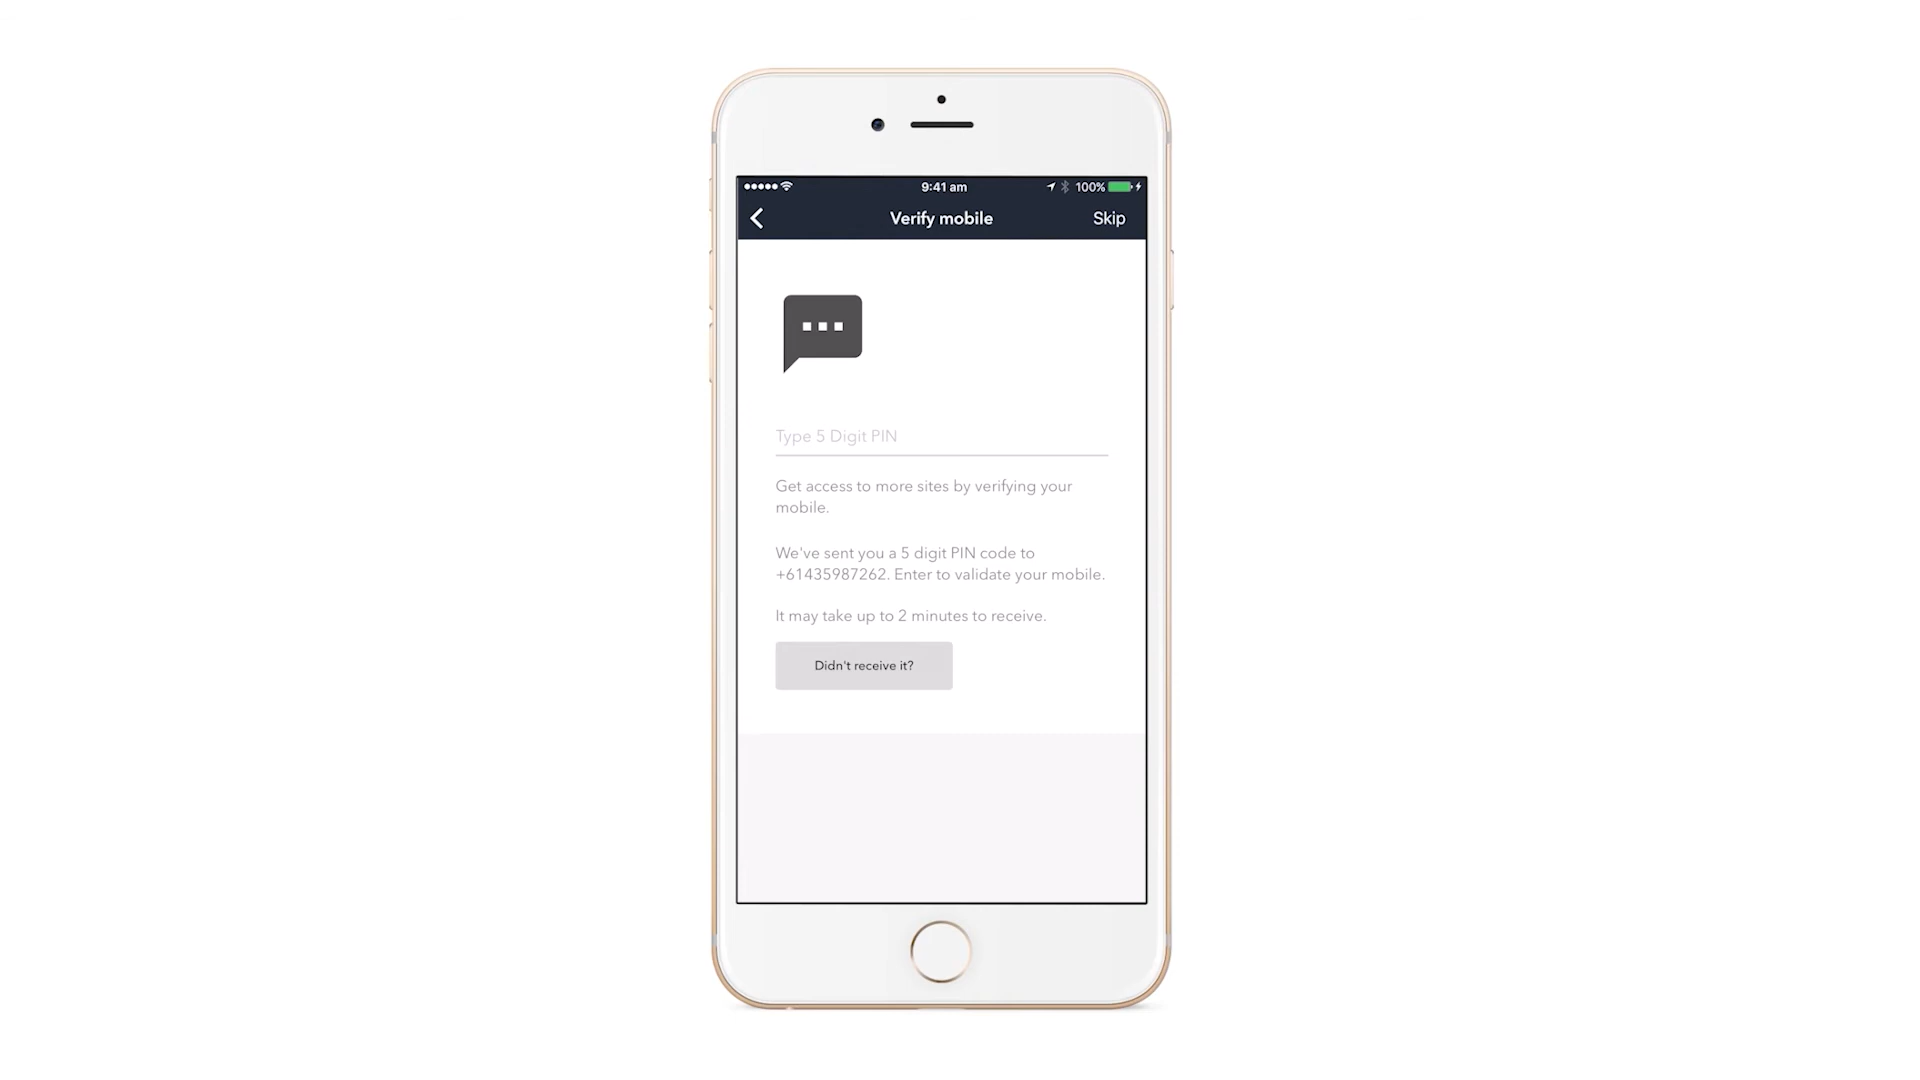 9:41 am
100%
Verify mobile
Skip
Type 5 Digit PIN
Get access to more sites by verifying your
mobile.
We've sent you a 5 digit PIN code to
+61435987262. Enter to validate your mobile.
It may take up to 2 minutes to receive.
Didn't receive it?